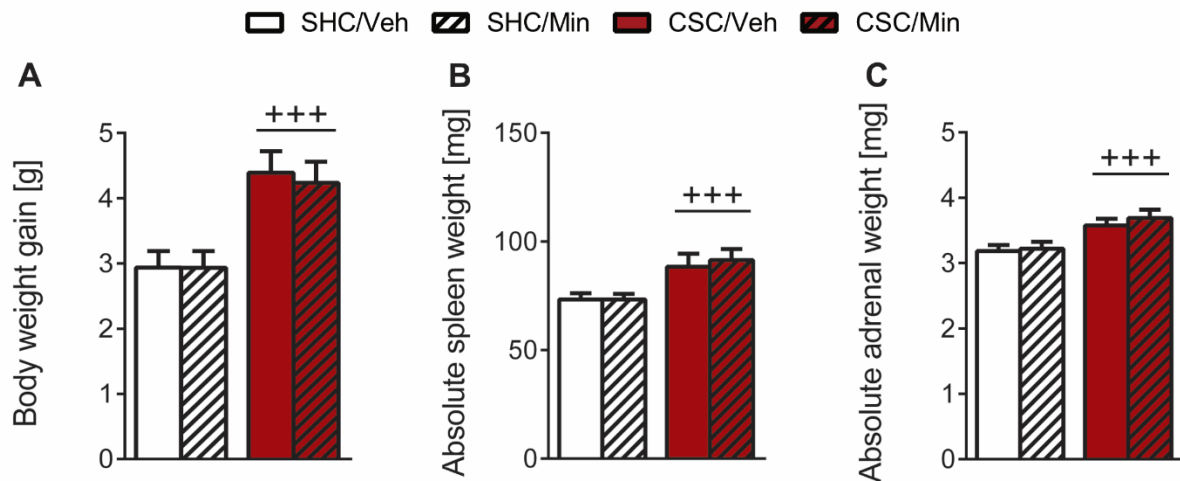 SHC/Veh SHC/Min CSC/Veh CSC/Min
A
Body weight gain [g]
5
4
3
2
1
0
+++
B
Absolute spleen weight [mg]
150
100
50
0
+++
C
Absolute adrenal weight [mg]
5
4
3
2
1
0
+++